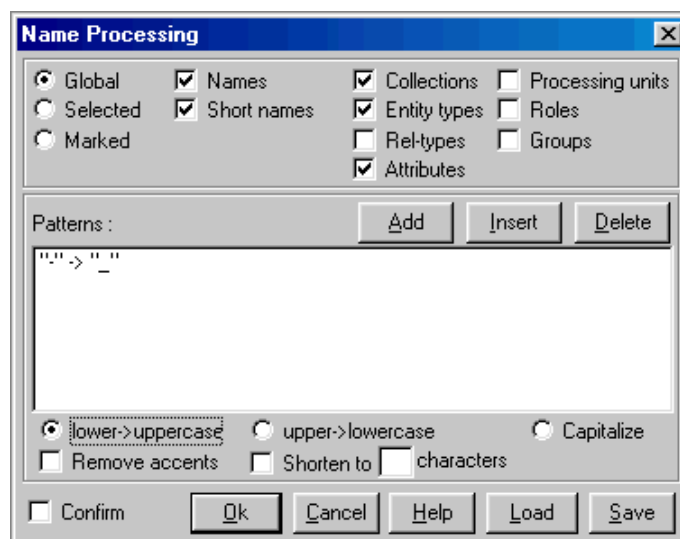 Name Processing
Global Names Collections Processing units
Selected Short names Entity types Roles
Marked Rel-types Groups
Attributes
Patterns : Add Insert Delete
"-" -> "_"
lower->uppercase upper->lowercase Capitalize
Remove accents Shorten to characters
Confirm Ok Cancel Help Load Save